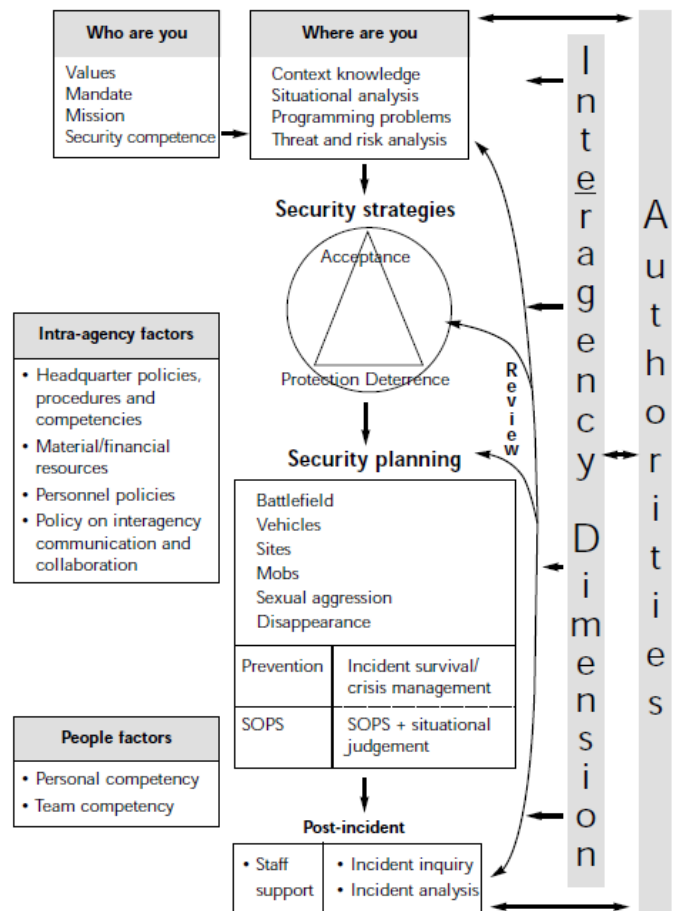 Who are you
Values
Mandate
Mission
Security competence
Where are you
Context knowledge
Situational analysis
Programming problems
Threat and risk analysis
Security strategies
Acceptance
Protection Deterrence
Intra-agency factors
• Headquarter policies,
procedures and
competencies
• Material/financial
resources
• Personnel policies
• Policy on interagency
communication and
collaboration
Security planning
Battlefield
Vehicles
Sites
Mobs
Sexual aggression
Disappearance
Prevention
Incident survival/
crisis management
SOPS
SOPS + situational
judgement
People factors
• Personal competency
• Team competency
Post-incident
• Staff
support
• Incident inquiry
• Incident analysis
Review
Interagency Dimension
Authorities